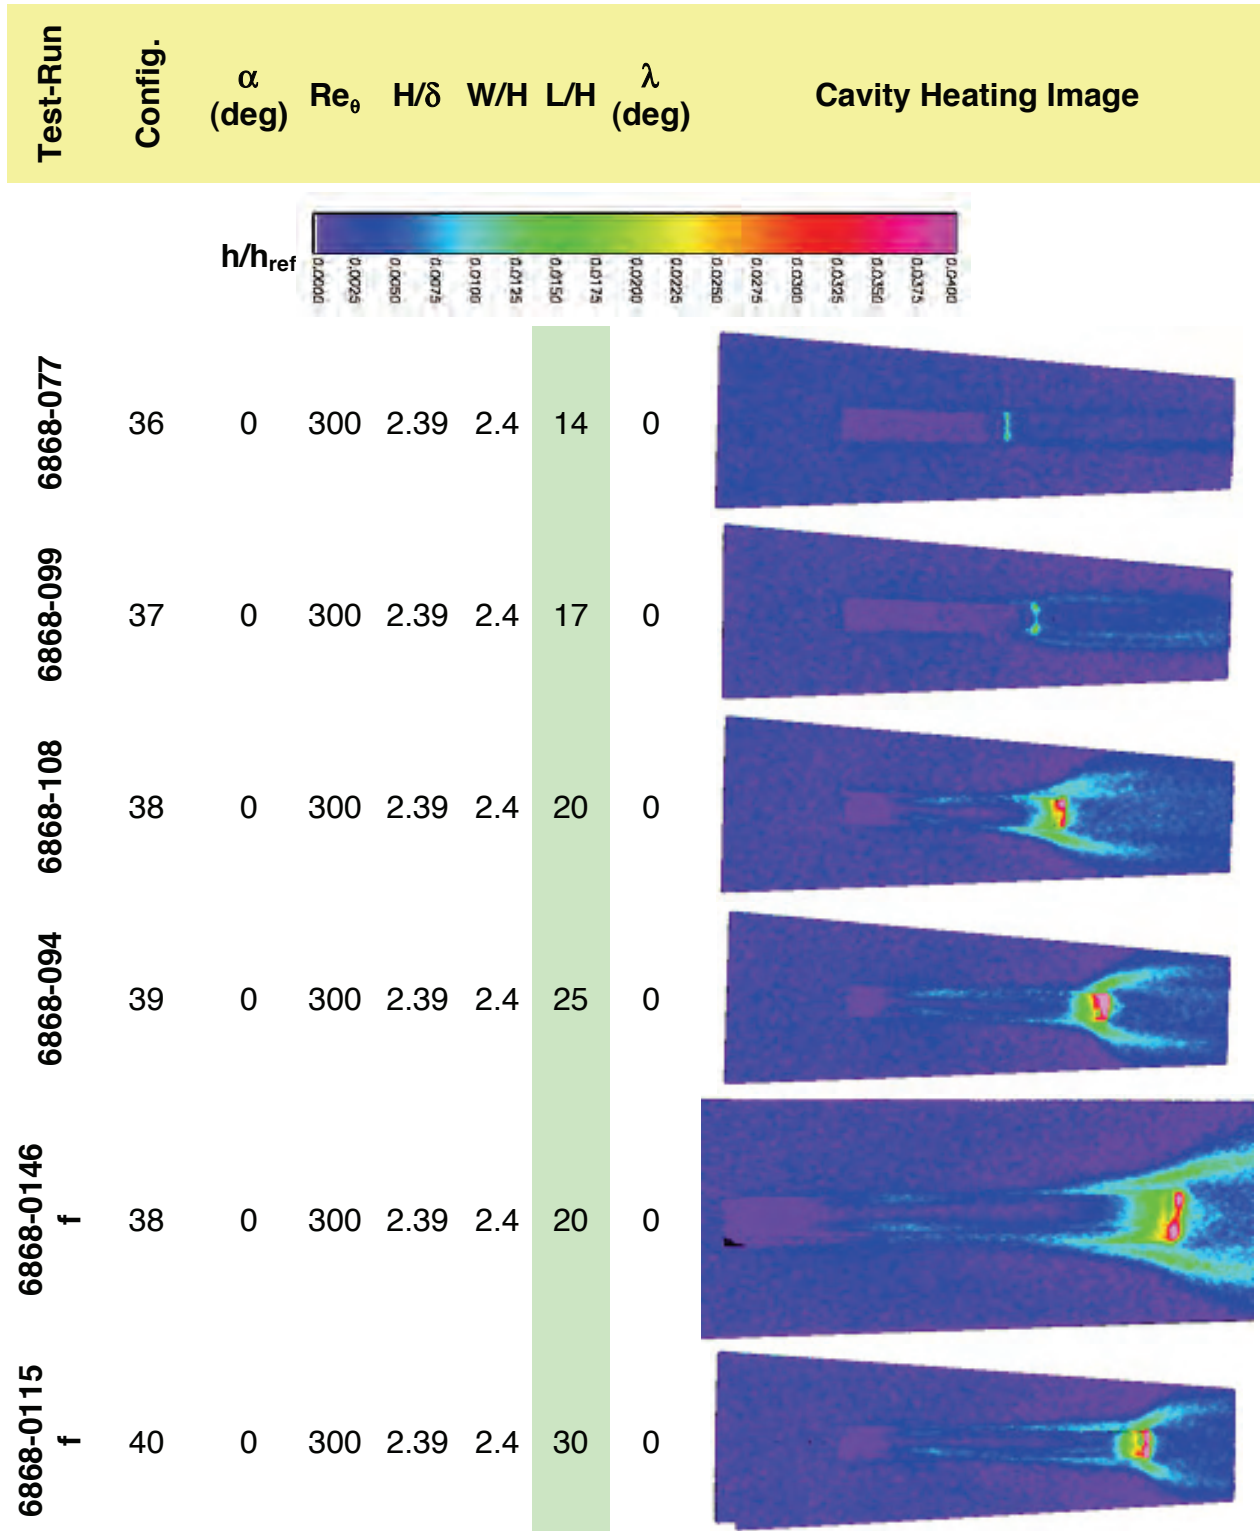 Test-Run Config. α (deg) Reθ H/δ W/H L/H λ (deg) Cavity Heating Image
h/href 0.0000 0.0025 0.0050 0.0075 0.0100 0.0125 0.0150 0.0175 0.0200 0.0225 0.0250 0.0275 0.0300 0.0325 0.0350 0.0375 0.0400
6868-077 36 0 300 2.39 2.4 14 0
6868-099 37 0 300 2.39 2.4 17 0
6868-108 38 0 300 2.39 2.4 20 0
6868-094 39 0 300 2.39 2.4 25 0
6868-0146 f 38 0 300 2.39 2.4 20 0
6868-0115 f 40 0 300 2.39 2.4 30 0